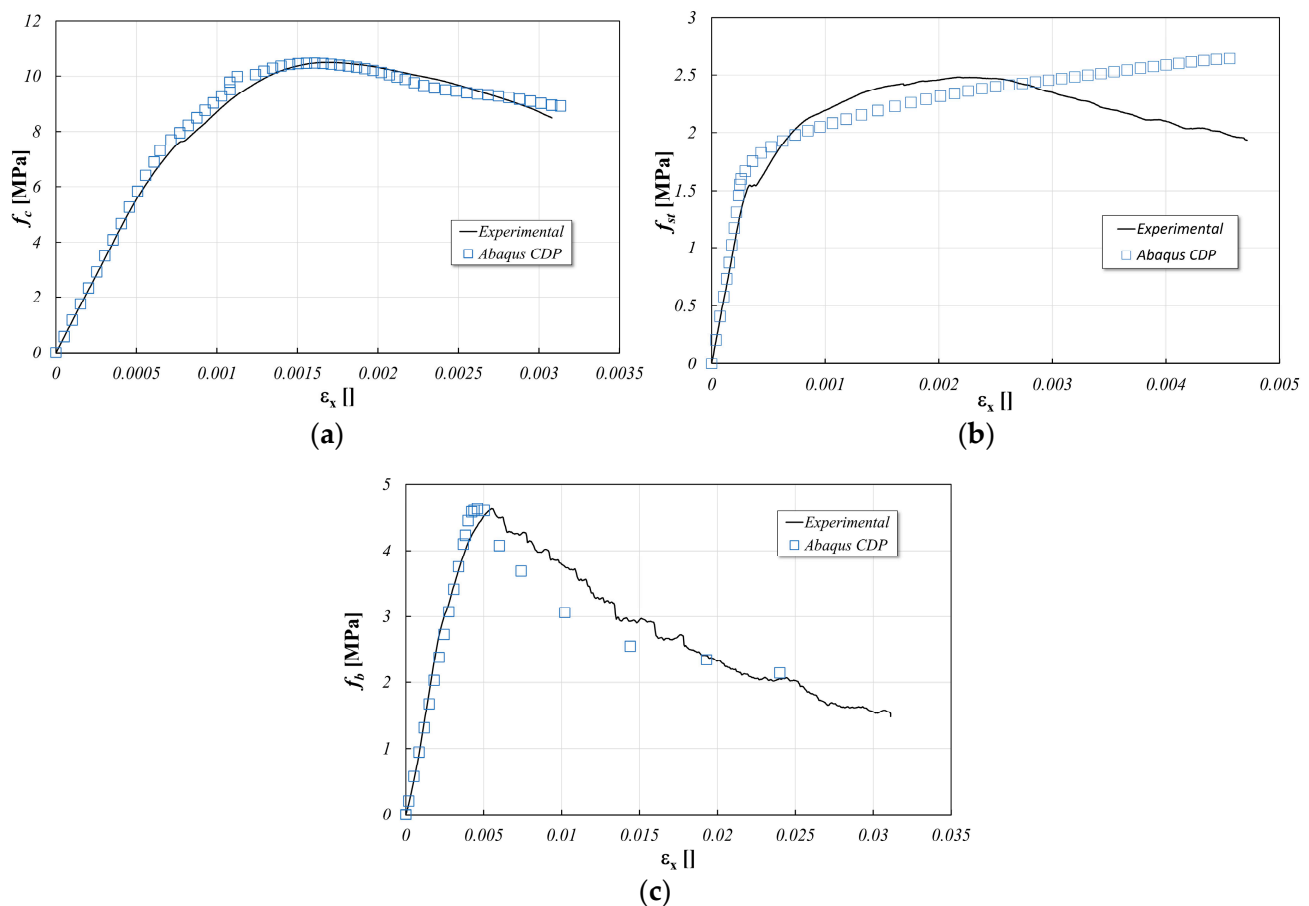 12
10
8
6
4
2
0
f_c [MPa]
Experimental
Abaqus CDP
0 0.0005 0.001 0.0015 0.002 0.0025 0.003 0.0035
ε_x []
(a)
3
2.5
2
1.5
1
0.5
0
f_st [MPa]
Experimental
Abaqus CDP
0 0.001 0.002 0.003 0.004 0.005
ε_x []
(b)
5
4
3
2
1
0
f_b [MPa]
Experimental
Abaqus CDP
0 0.005 0.01 0.015 0.02 0.025 0.03 0.035
ε_x []
(c)